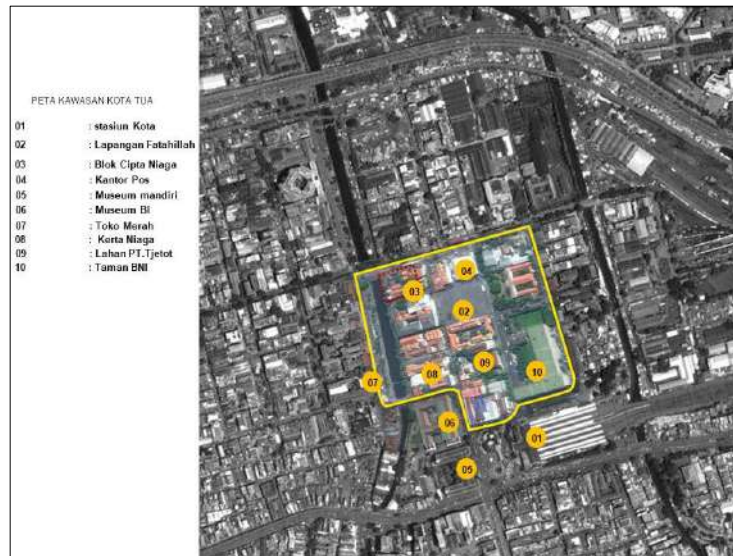 PETA KAWASAN KOTA TUA
01 : stasiun Kota
02 : Lapangan Fatahillah
03 : Blok Cipta Niaga
04 : Kantor Pos
05 : Museum mandiri
06 : Museum BI
07 : Toko Merah
08 : Kerta Niaga
09 : Lahan PT.Tjetot
10 : Taman BNI
04
03
02
09
10
08
07
06
01
05